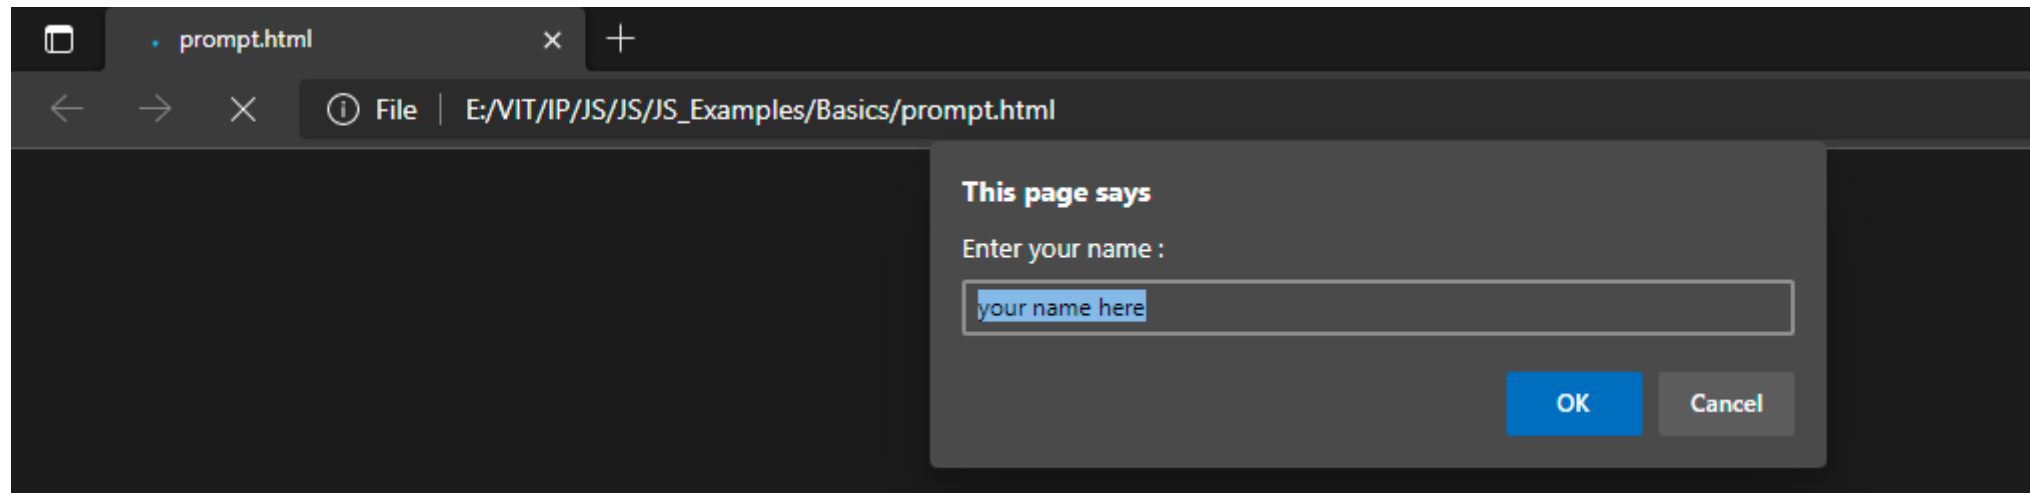 prompt.html
File
E:/VIT/IP/JS/JS/JS_Examples/Basics/prompt.html
This page says
Enter your name :
your name here
OK
Cancel